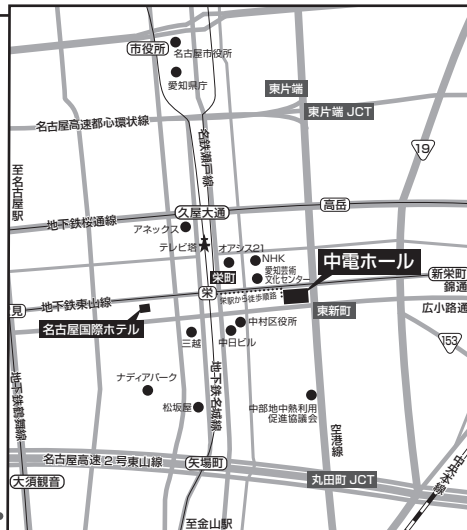 市役所
名古屋市役所
愛知県庁
東片端
東片端 JCT
名古屋高速都心環状線
名鉄瀬戸線
19
至名古屋駅
高岳
久屋大通
地下鉄桜通線
アネックス
テレビ塔
オアシス21
NHK
栄町
愛知芸術
文化センター
中電ホール
新栄町
錦通
栄
栄駅から徒歩順路
見
地下鉄東山線
東新町
広小路通
名古屋国際ホテル
中村区役所
三越
中日ビル
153
ナディアパーク
地下鉄名城線
松坂屋
中部地中熱利用
促進協議会
地下鉄鶴舞線
空港線
名古屋高速2号東山線
矢場町
丸田町 JCT
大須観音
中央本線
至金山駅